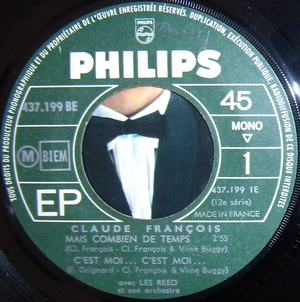 TOUS DROITS DU PRODUCTEUR PHONOGRAPHIQUE ET DU PROPRIÉTAIRE DE L'ŒUVRE ENREGISTRÉE RÉSERVÉS. DUPLICATION, EXÉCUTION PUBLIQUE, RADIODIFFUSION DE CE DISQUE INTERDITES
PHILIPS
PHILIPS
437.199 BE
45
MONO
1
M BIEM
EP
437.199 1E
(12e série)
MADE IN FRANCE
CLAUDE FRANÇOIS
MAIS COMBIEN DE TEMPS 2'55
(Cl. François - Cl. François & Vline Buggy)
C'EST MOI... C'EST MOI...
(F. Grignard - Cl. François & Vline Buggy)
avec LES REED
et son orchestre